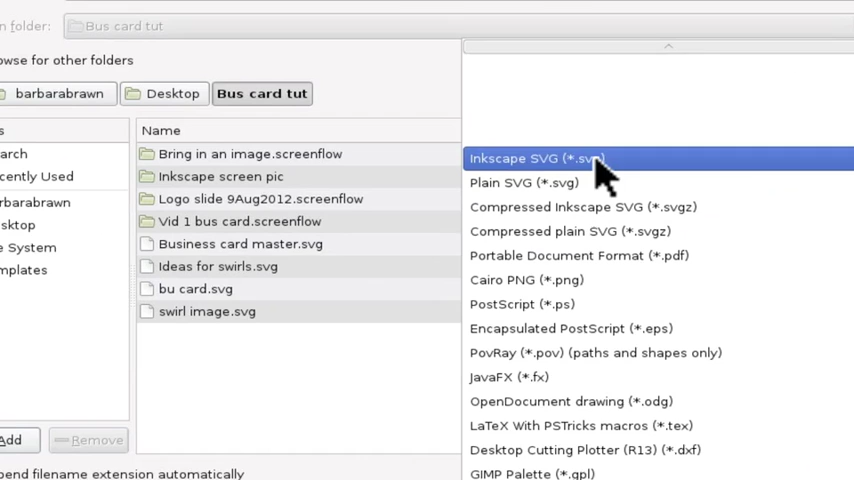 n folder: Bus card tut
owse for other folders
barbarabrawn Desktop Bus card tut
s
arch
cently Used
rbarabrawn
sktop
e System
mplates
Name
Bring in an image.screenflow
Inkscape screen pic
Logo slide 9Aug2012.screenflow
Vid 1 bus card.screenflow
Business card master.svg
Ideas for swirls.svg
bu card.svg
swirl image.svg
Add Remove
pend filename extension automatically
Inkscape SVG (*.svg)
Plain SVG (*.svg)
Compressed Inkscape SVG (*.svgz)
Compressed plain SVG (*.svgz)
Portable Document Format (*.pdf)
Cairo PNG (*.png)
PostScript (*.ps)
Encapsulated PostScript (*.eps)
PovRay (*.pov) (paths and shapes only)
JavaFX (*.fx)
OpenDocument drawing (*.odg)
LaTeX With PSTricks macros (*.tex)
Desktop Cutting Plotter (R13) (*.dxf)
GIMP Palette (*.gpl)